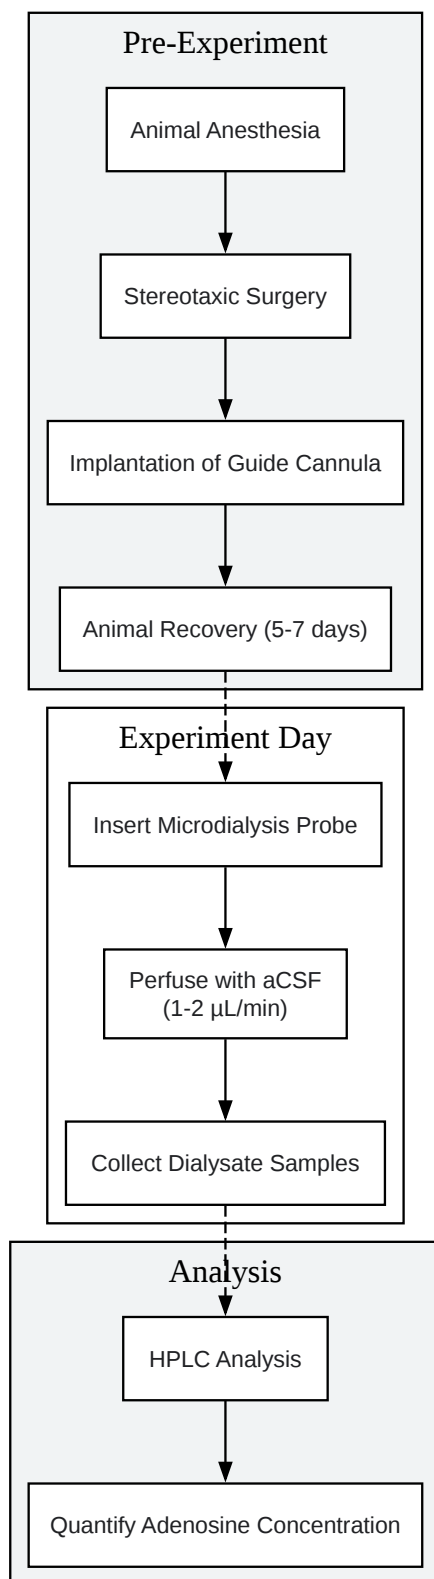 Pre-Experiment
Animal Anesthesia
Stereotaxic Surgery
Implantation of Guide Cannula
Animal Recovery (5-7 days)
Experiment Day
Insert Microdialysis Probe
Perfuse with aCSF
(1-2 µL/min)
Collect Dialysate Samples
Analysis
HPLC Analysis
Quantify Adenosine Concentration